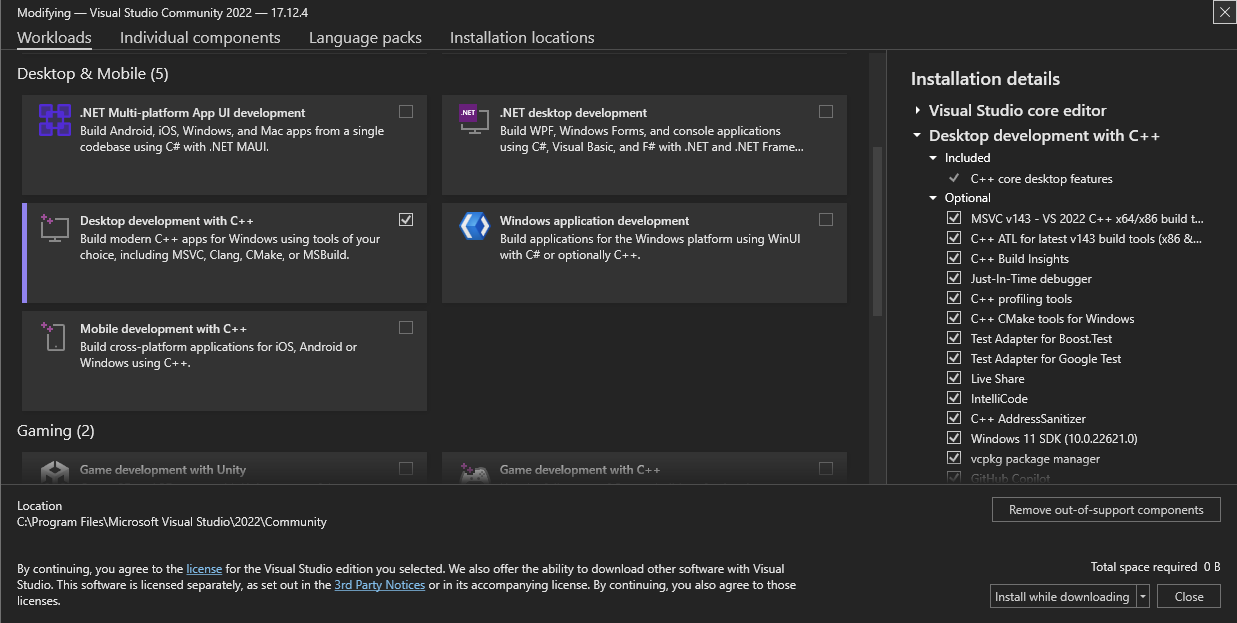 Modifying — Visual Studio Community 2022 — 17.12.4
Workloads
Individual components
Language packs
Installation locations
Desktop & Mobile (5)
.NET Multi-platform App UI development
Build Android, iOS, Windows, and Mac apps from a single
codebase using C# with .NET MAUI.
.NET
.NET desktop development
Build WPF, Windows Forms, and console applications
using C#, Visual Basic, and F# with .NET and .NET Frame...
Desktop development with C++
Build modern C++ apps for Windows using tools of your
choice, including MSVC, Clang, CMake, or MSBuild.
Windows application development
Build applications for the Windows platform using WinUI
with C# or optionally C++.
Mobile development with C++
Build cross-platform applications for iOS, Android or
Windows using C++.
Gaming (2)
Game development with Unity
Game development with C++
Installation details
Visual Studio core editor
Desktop development with C++
Included
C++ core desktop features
Optional
MSVC v143 - VS 2022 C++ x64/x86 build t...
C++ ATL for latest v143 build tools (x86 &...
C++ Build Insights
Just-In-Time debugger
C++ profiling tools
C++ CMake tools for Windows
Test Adapter for Boost.Test
Test Adapter for Google Test
Live Share
IntelliCode
C++ AddressSanitizer
Windows 11 SDK (10.0.22621.0)
vcpkg package manager
GitHub Copilot
Location
C:\Program Files\Microsoft Visual Studio\2022\Community
Remove out-of-support components
By continuing, you agree to the license for the Visual Studio edition you selected. We also offer the ability to download other software with Visual
Studio. This software is licensed separately, as set out in the 3rd Party Notices or in its accompanying license. By continuing, you also agree to those
licenses.
Total space required 0 B
Install while downloading
Close